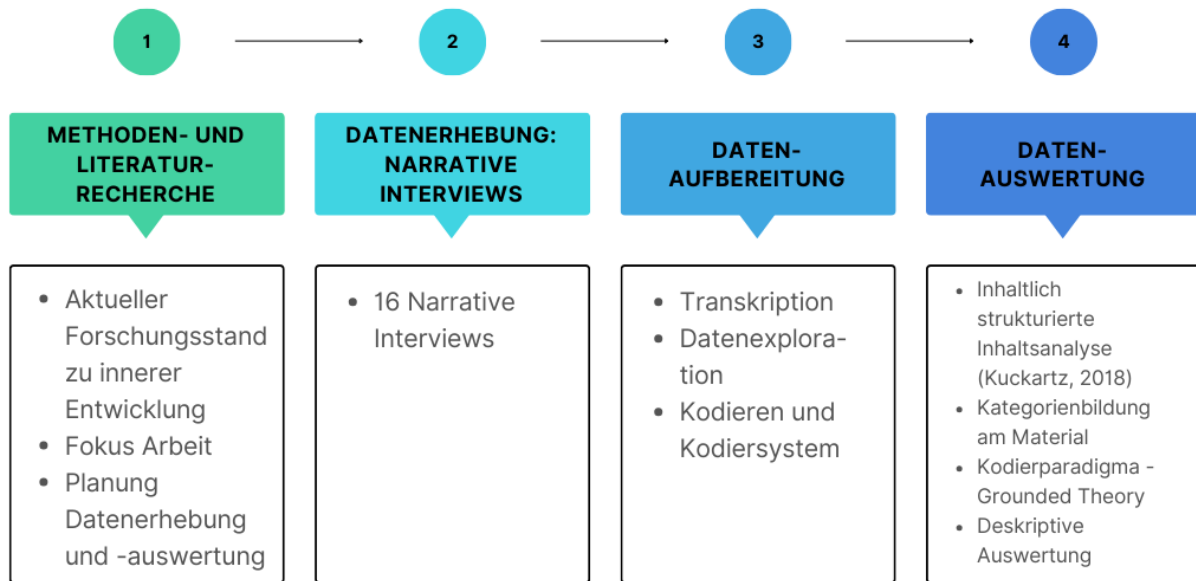 1
2
3
4
METHODEN- UND
LITERATUR-
RECHERCHE
DATENERHEBUNG:
NARRATIVE
INTERVIEWS
DATEN-
AUFBEREITUNG
DATEN-
AUSWERTUNG
• Aktueller
Forschungsstand
zu innerer
Entwicklung
• Fokus Arbeit
• Planung
Datenerhebung
und -auswertung
• 16 Narrative
Interviews
• Transkription
• Datenexplora-
tion
• Kodieren und
Kodiersystem
• Inhaltlich
strukturierte
Inhaltsanalyse
(Kuckartz, 2018)
• Kategorienbildung
am Material
• Kodierparadigma -
Grounded Theory
• Deskriptive
Auswertung